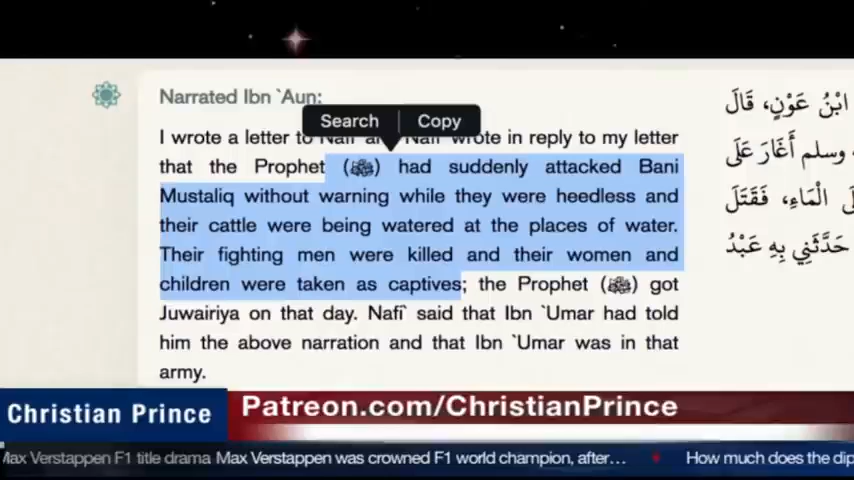 Narrated Ibn `Aun:
Search
Copy
I wrote a letter to Nafi and Nafi wrote in reply to my letter
that the Prophet (ﷺ) had suddenly attacked Bani
Mustaliq without warning while they were heedless and
their cattle were being watered at the places of water.
Their fighting men were killed and their women and
children were taken as captives; the Prophet (ﷺ) got
Juwairiya on that day. Nafi` said that Ibn `Umar had told
him the above narration and that Ibn `Umar was in that
army.
ابْنُ عَوْنٍ، قَالَ
وسلم أَغَارَ عَلَى
الْمَاءِ، فَقَتَلَ
حَدَّثَنِي بِهِ عَبْدُ
Christian Prince
Patreon.com/ChristianPrince
Max Verstappen F1 title drama Max Verstappen was crowned F1 world champion, after… How much does the dip